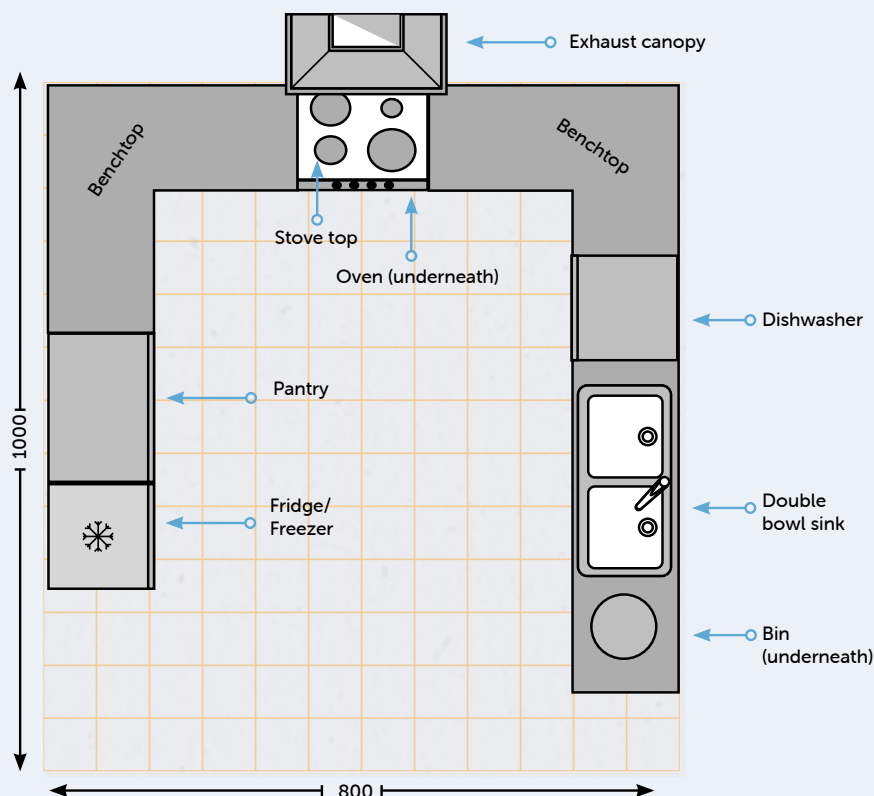 Exhaust canopy
Benchtop
Benchtop
Stove top
Oven (underneath)
Dishwasher
Pantry
1000
Fridge/
Freezer
Double
bowl sink
Bin
(underneath)
800